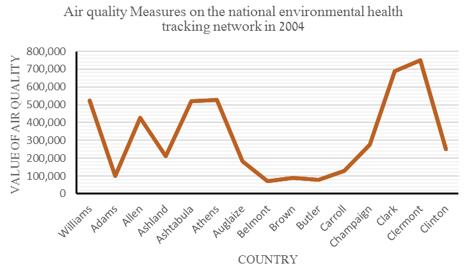 Air quality Measures on the national environmental health
tracking network in 2004
VALUE OF AIR QUALITY
800,000
700,000
600,000
500,000
400,000
300,000
200,000
100,000
0
Williams
Adams
Allen
Ashland
Ashtabula
Athens
Auglaize
Belmont
Brown
Butler
Carroll
Champaign
Clark
Clermont
Clinton
COUNTRY